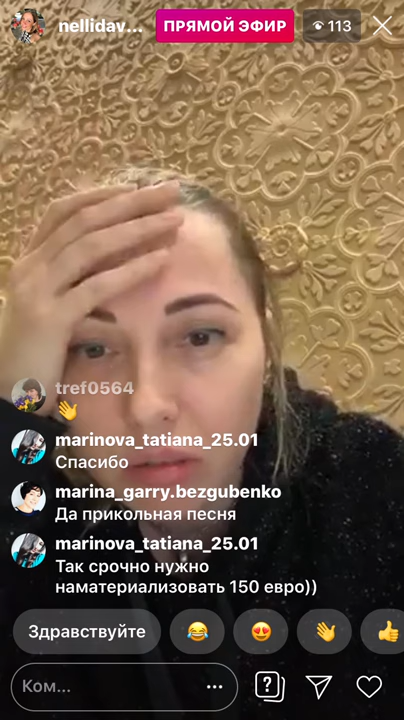 nellidav...
ПРЯМОЙ ЭФИР
113
tref0564
marinova_tatiana_25.01
Спасибо
marina_garry.bezgubenko
Да прикольная песня
marinova_tatiana_25.01
Так срочно нужно
наматериализовать 150 евро))
Здравствуйте
Ком...